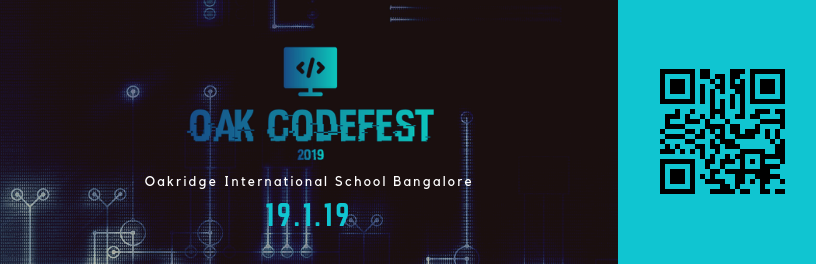 </>
OAK CODEFEST
2019
Oakridge International School Bangalore
19.1.19